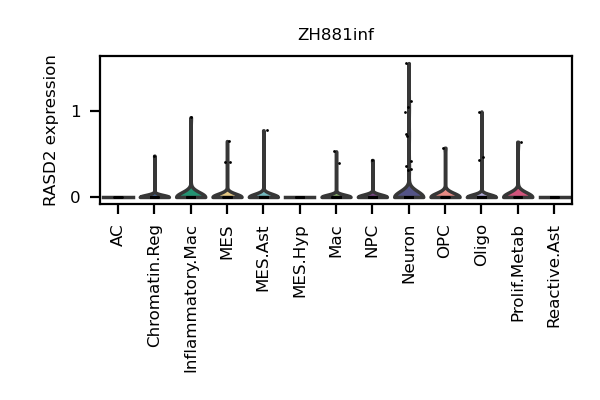 ZH881inf
RASD2 expression
1
0
AC
Chromatin.Reg
Inflammatory.Mac
MES
MES.Ast
MES.Hyp
Mac
NPC
Neuron
OPC
Oligo
Prolif.Metab
Reactive.Ast